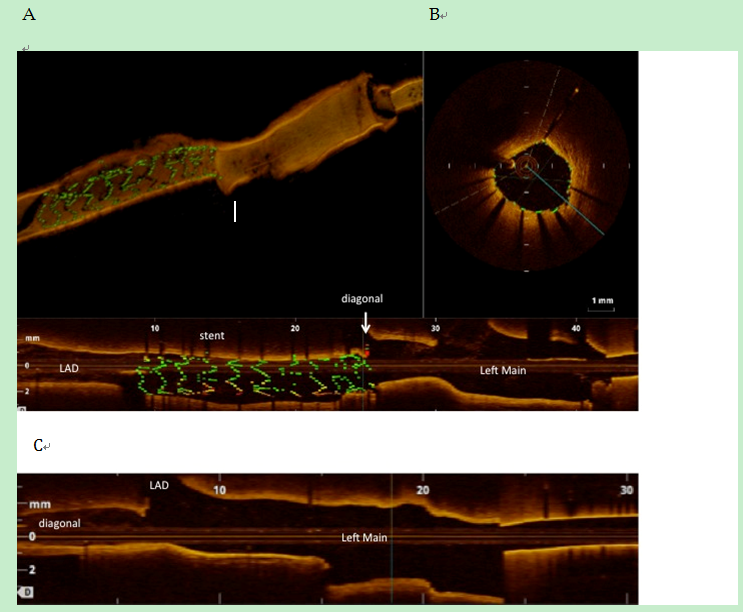 A
B
1 mm
diagonal
10
20
30
40
stent
mm
LAD
0
Left Main
2
C
LAD
10
20
30
mm
diagonal
0
Left Main
2
D